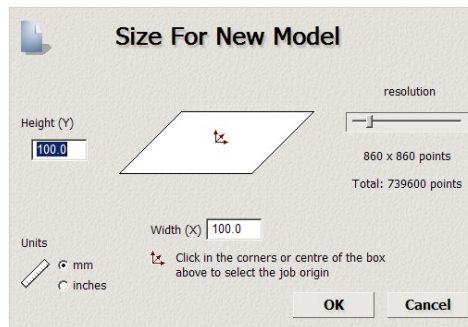 Size For New Model
resolution
Height (Y)
100.0
860 x 860 points
Total: 739600 points
Width (X) 100.0
Units
mm
inches
Click in the corners or centre of the box
above to select the job origin
OK Cancel